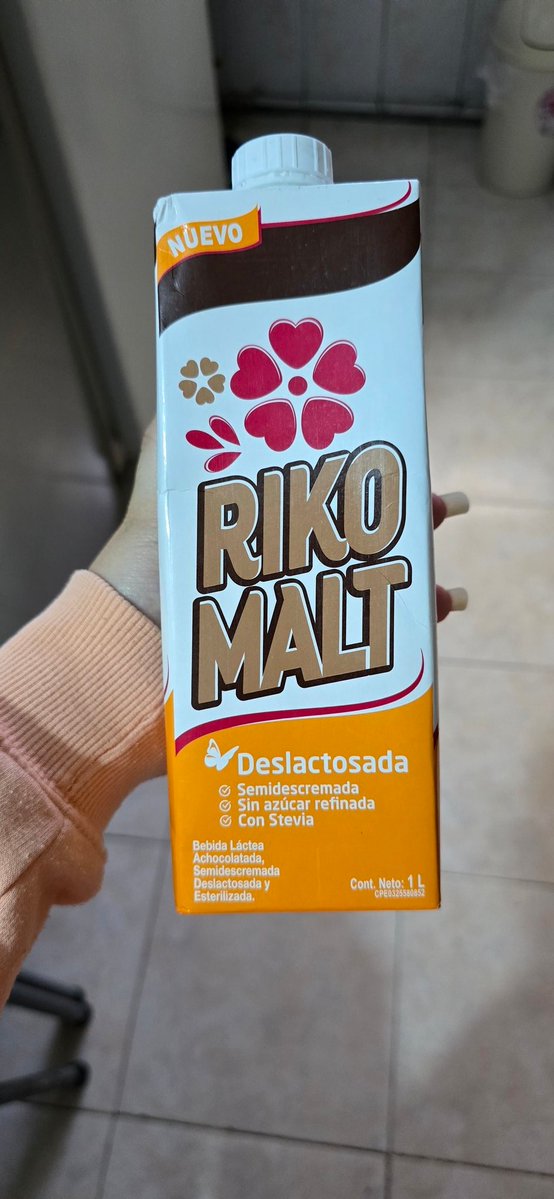 NUEVO
RIKO
MALT
Deslactosada
Semidescremada
Sin azúcar refinada
Con Stevia
Bebida Láctea
Achocolatada,
Semidescremada
Deslactosada y
Esterilizada.
Cont. Neto: 1 L
CPE0325580852